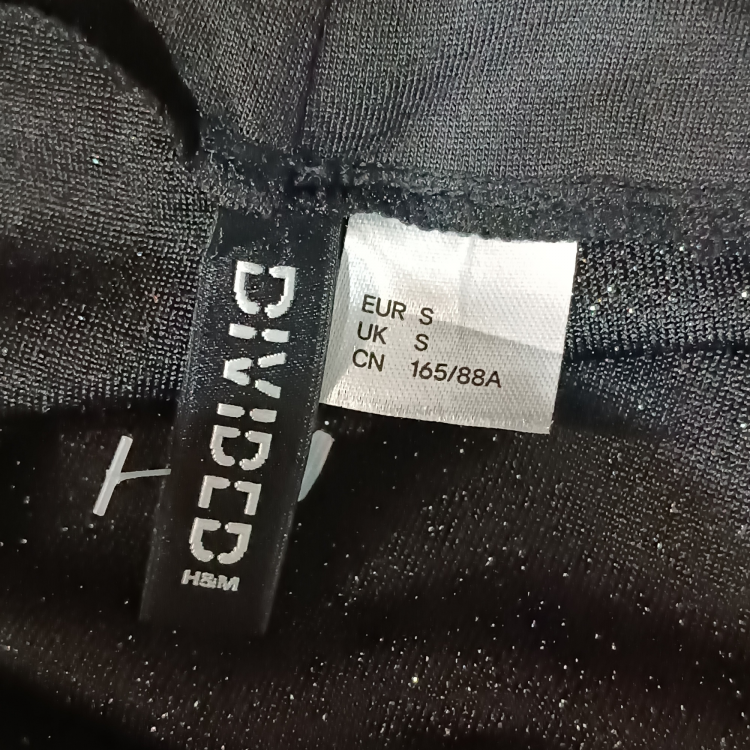 DIVIDED
H&M
EUR S
UK S
CN 165/88A